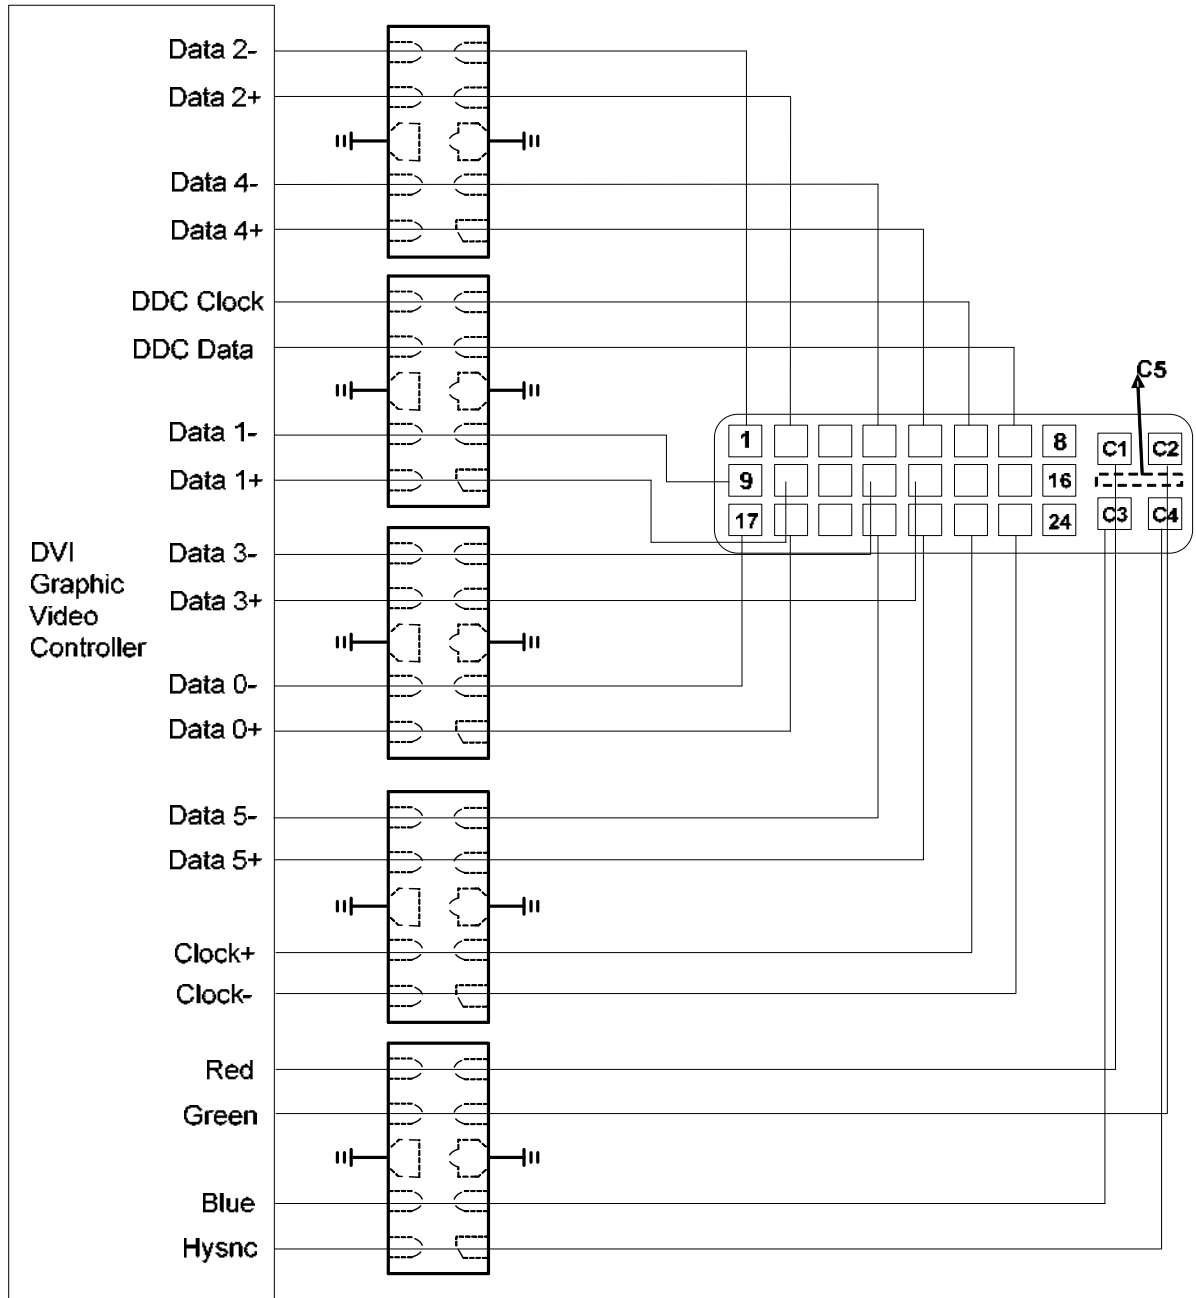 Data 2-
Data 2+
Data 4-
Data 4+
DDC Clock
DDC Data
C5
Data 1-
1
8
C1
C2
Data 1+
9
16
17
24
C3
C4
DVI
Graphic
Video
Controller
Data 3-
Data 3+
Data 0-
Data 0+
Data 5-
Data 5+
Clock+
Clock-
Red
Green
Blue
Hysnc